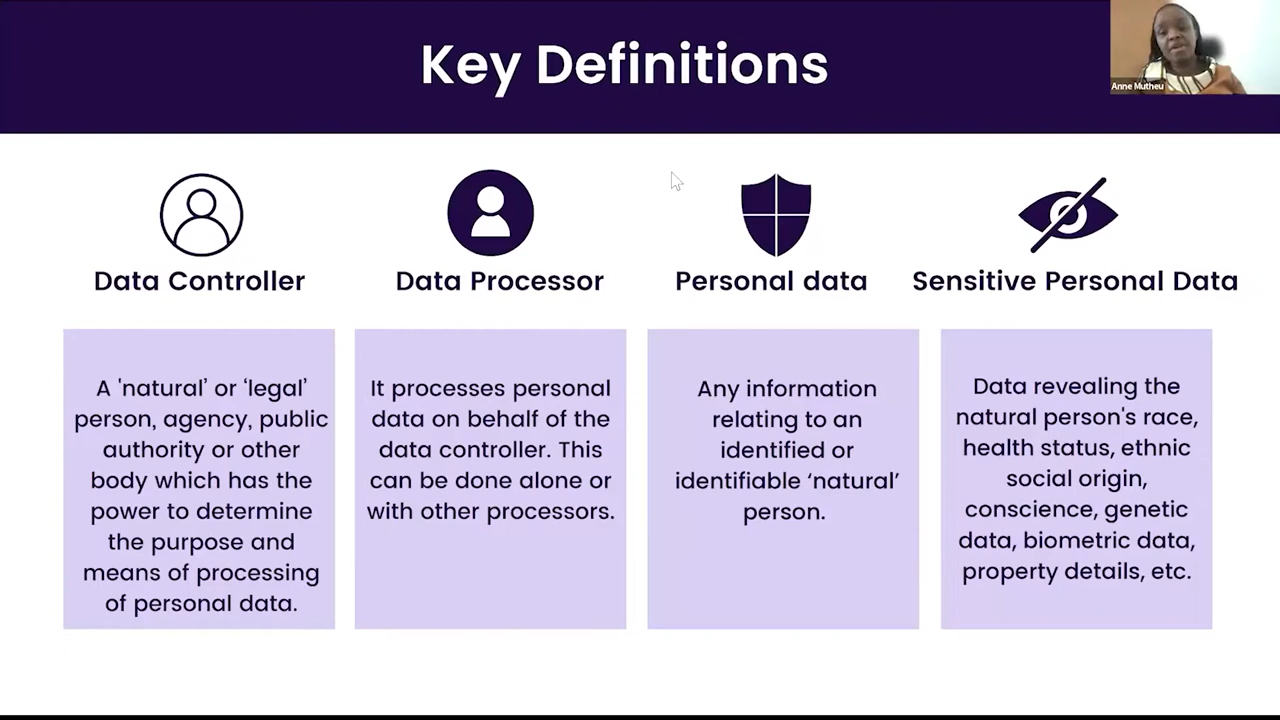 Key Definitions
Anne Mutheu
Data Controller
Data Processor
Personal data
Sensitive Personal Data
A 'natural' or ‘legal’
person, agency, public
authority or other
body which has the
power to determine
the purpose and
means of processing
of personal data.
It processes personal
data on behalf of the
data controller. This
can be done alone or
with other processors.
Any information
relating to an
identified or
identifiable ‘natural’
person.
Data revealing the
natural person's race,
health status, ethnic
social origin,
conscience, genetic
data, biometric data,
property details, etc.